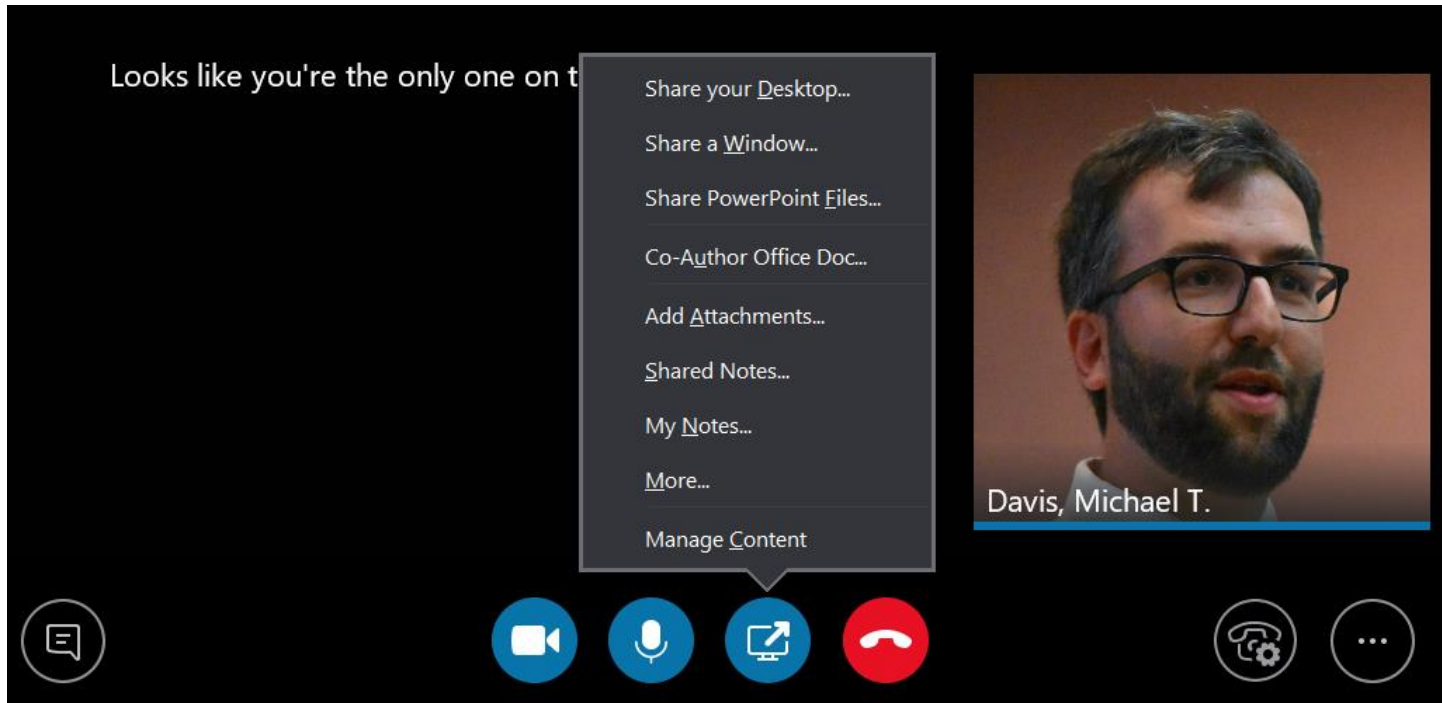 Looks like you're the only one on t
Share your Desktop...
Share a Window...
Share PowerPoint Files...
Co-Author Office Doc...
Add Attachments...
Shared Notes...
My Notes...
More...
Manage Content
Davis, Michael T.